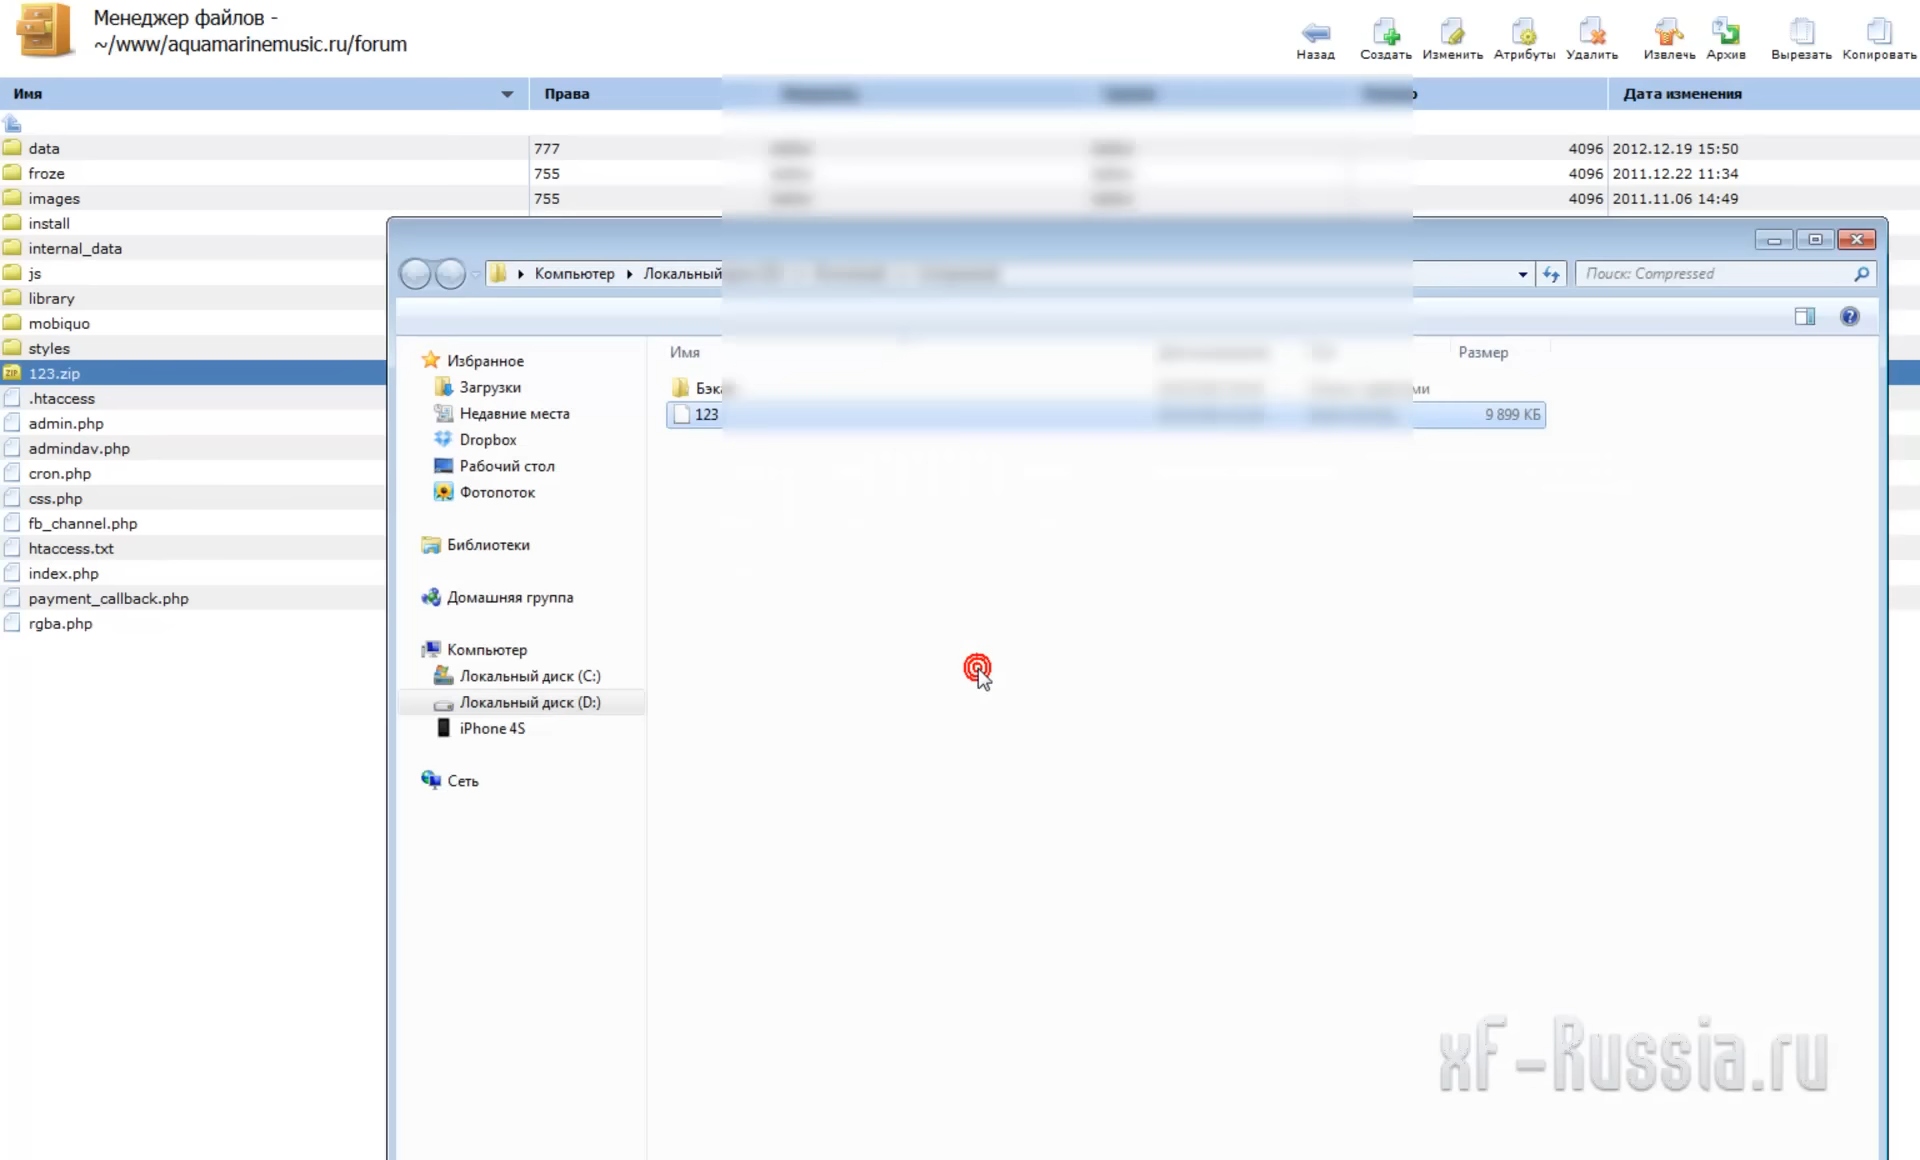 Менеджер файлов -
~/www/aquamarinemusic.ru/forum
Назад Создать Изменить Атрибуты Удалить Извлечь Архив Вырезать Копировать
Имя Права Дата изменения
data 777 4096 2012.12.19 15:50
froze 755 4096 2011.12.22 11:34
images 755 4096 2011.11.06 14:49
install
internal_data
js
library
mobiquo
styles
123.zip
.htaccess
admin.php
admindav.php
cron.php
css.php
fb_channel.php
htaccess.txt
index.php
payment_callback.php
rgba.php
Компьютер Локальный Поиск: Compressed
Имя Размер
123 9 899 КБ
Избранное
Загрузки
Недавние места
Dropbox
Рабочий стол
Фотопоток
Библиотеки
Домашняя группа
Компьютер
Локальный диск (C:)
Локальный диск (D:)
iPhone 4S
Сеть
xF-Russia.ru